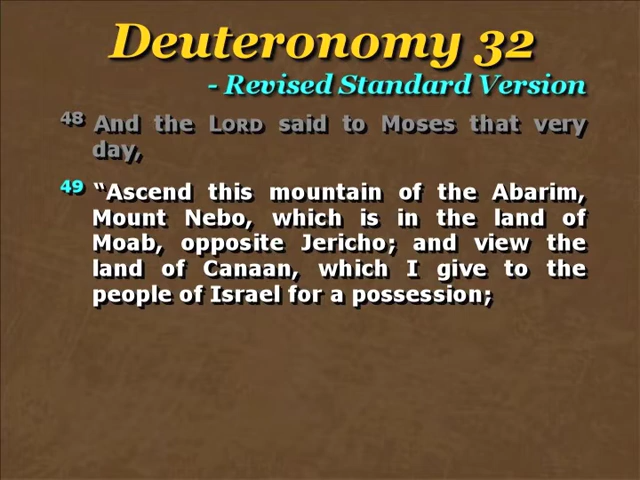 Deuteronomy 32
- Revised Standard Version
48 And the LORD said to Moses that very
day,
49 “Ascend this mountain of the Abarim,
Mount Nebo, which is in the land of
Moab, opposite Jericho; and view the
land of Canaan, which I give to the
people of Israel for a possession;